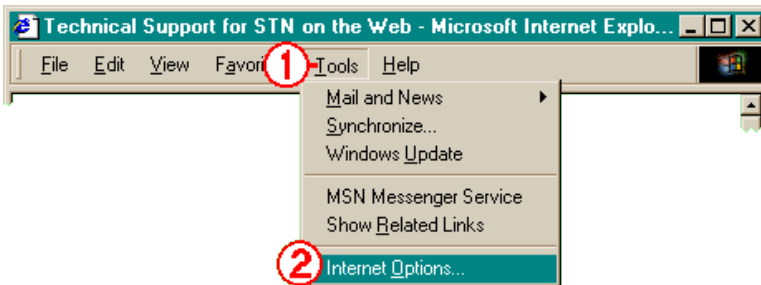 Technical Support for STN on the Web - Microsoft Internet Explo...
File Edit View Favori 1 Tools Help
Mail and News
Synchronize...
Windows Update
MSN Messenger Service
Show Related Links
2 Internet Options...